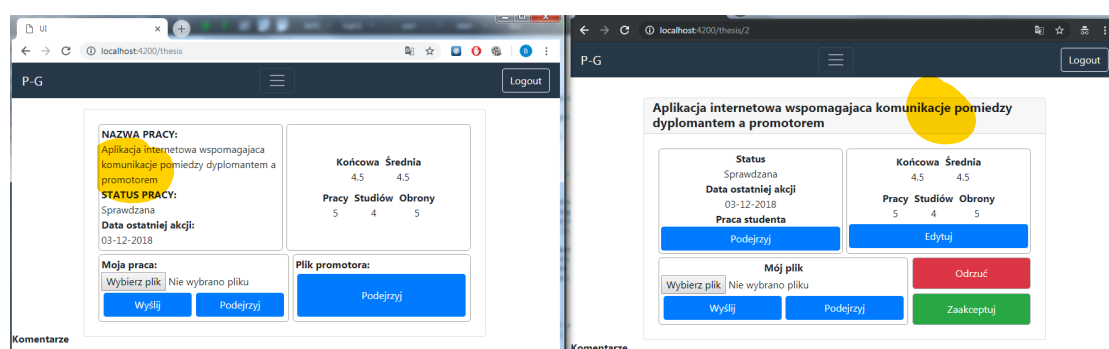 UI
localhost:4200/thesis
P-G
Logout
NAZWA PRACY:
Aplikacja internetowa wspomagajaca
komunikacje pomiedzy dyplomantem a
promotorem
STATUS PRACY:
Sprawdzana
Data ostatniej akcji:
03-12-2018
Końcowa Średnia
4.5 4.5
Pracy Studiów Obrony
5 4 5
Moja praca:
Wybierz plik Nie wybrano pliku
Wyślij Podejrzyj
Plik promotora:
Podejrzyj
Komentarze
localhost:4200/thesis/2
P-G
Logout
Aplikacja internetowa wspomagajaca komunikacje pomiedzy
dyplomantem a promotorem
Status
Sprawdzana
Data ostatniej akcji
03-12-2018
Praca studenta
Podejrzyj
Końcowa Średnia
4.5 4.5
Pracy Studiów Obrony
5 4 5
Edytuj
Mój plik
Wybierz plik Nie wybrano pliku
Wyślij Podejrzyj
Odrzuć
Zaakceptuj
Komentarze